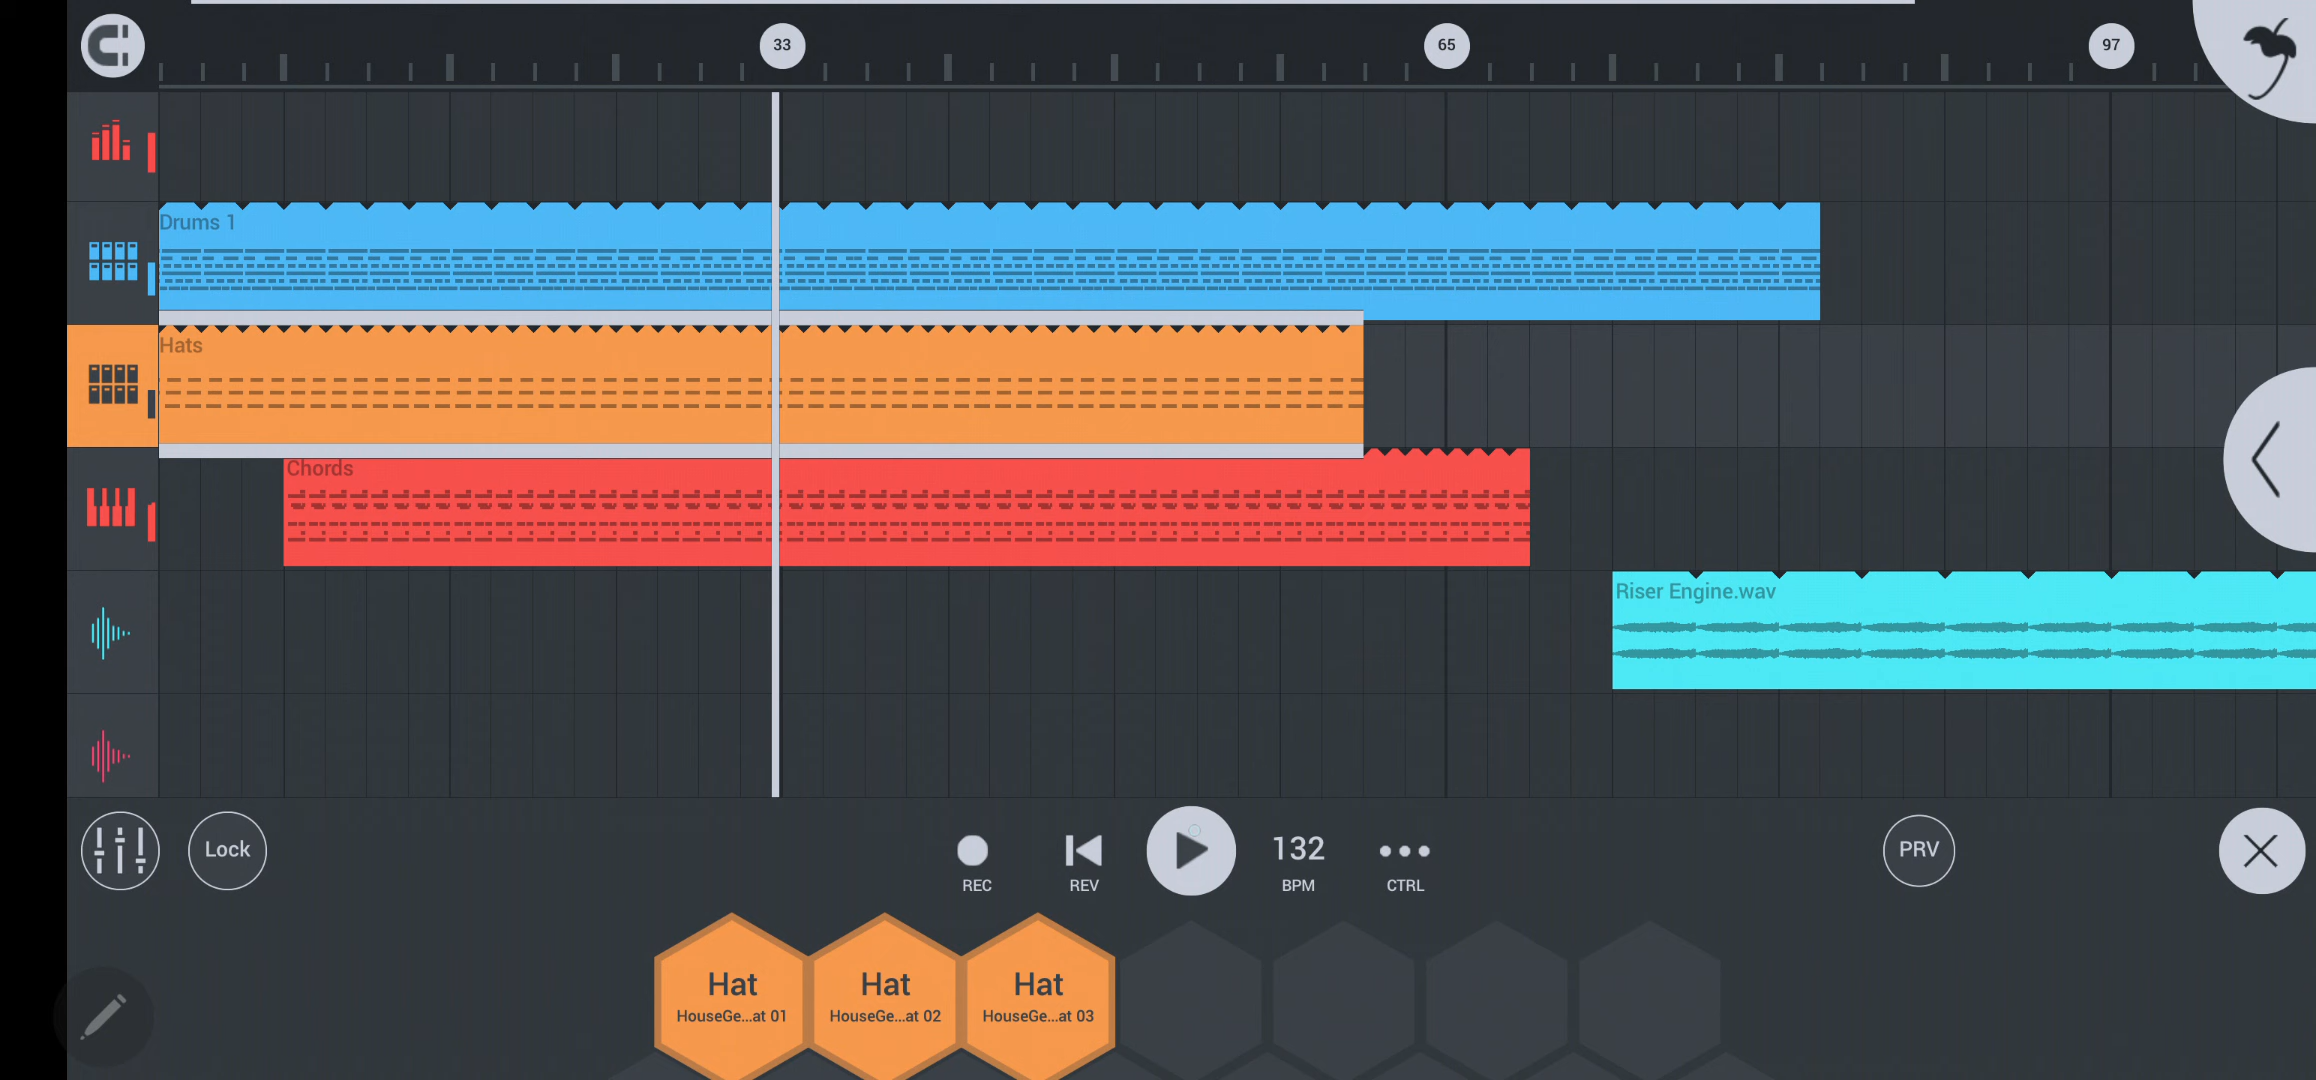 33
65
97
Drums 1
Hats
Chords
Riser Engine.wav
Lock
132
PRV
REC
REV
BPM
CTRL
Hat
Hat
Hat
HouseGe...at 01
HouseGe...at 02
HouseGe...at 03